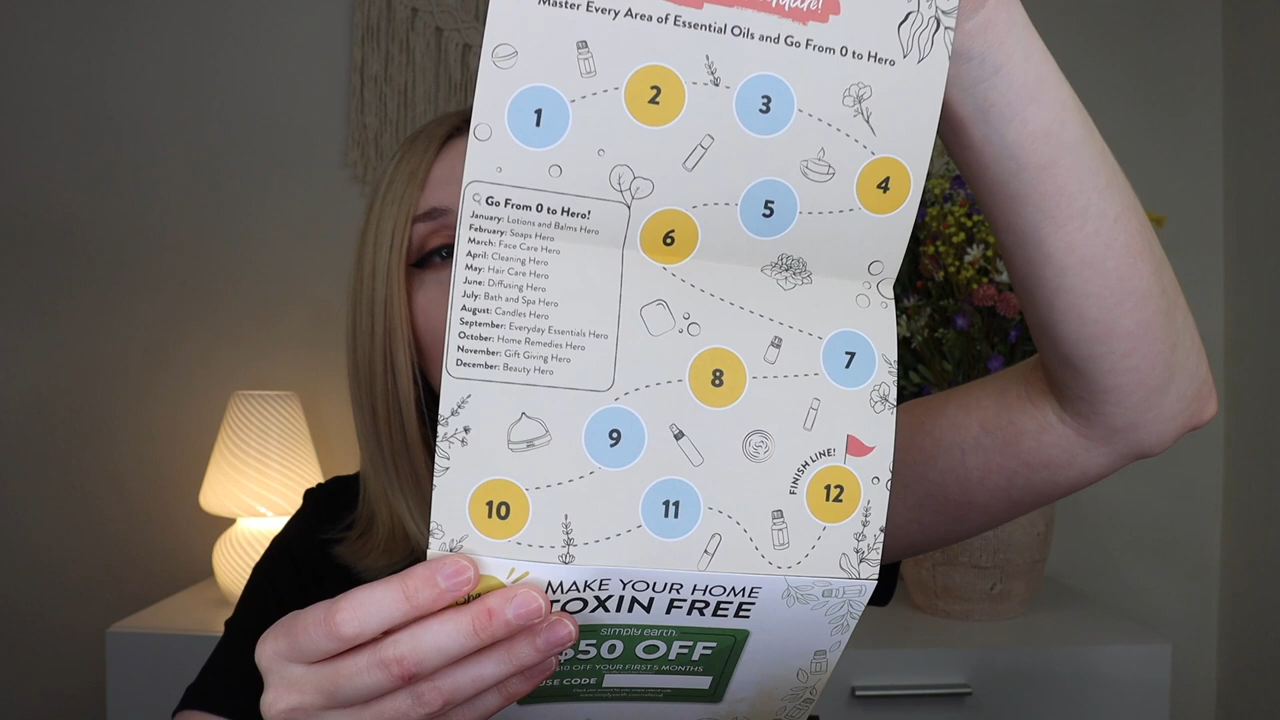 Master Every Area of Essential Oils and Go From 0 to Hero
1
2
3
4
5
6
Go From 0 to Hero!
January: Lotions and Balms Hero
February: Soaps Hero
March: Face Care Hero
April: Cleaning Hero
May: Hair Care Hero
June: Diffusing Hero
July: Bath and Spa Hero
August: Candles Hero
September: Everyday Essentials Hero
October: Home Remedies Hero
November: Gift Giving Hero
December: Beauty Hero
7
8
9
FINISH LINE!
10
11
12
MAKE YOUR HOME
TOXIN FREE
simply earth
$50 OFF
$10 OFF YOUR FIRST 5 MONTHS
USE CODE